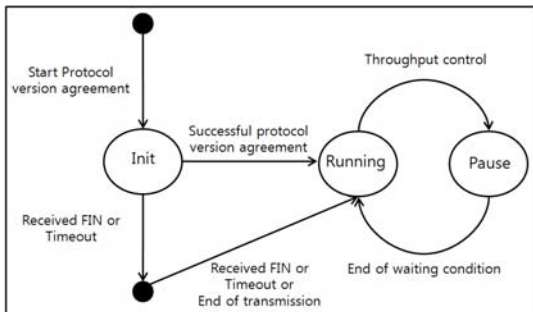 Throughput control
Start Protocol
version agreement
Successful protocol
version agreement
Init
Running
Pause
Received FIN or
Timeout
Received FIN or
Timeout or
End of transmission
End of waiting condition